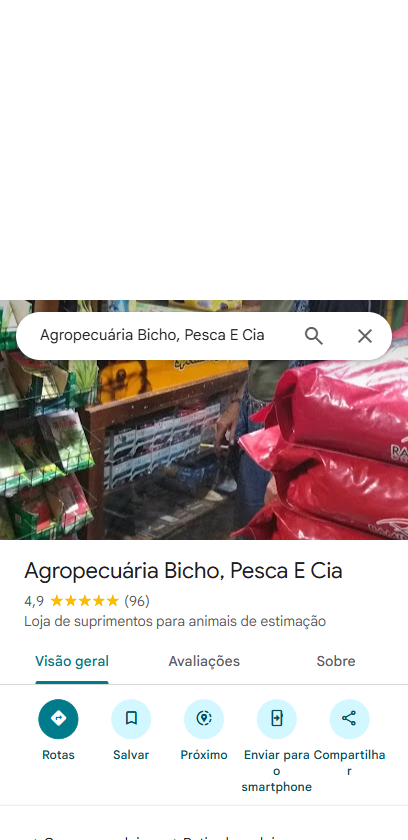 Agropecuária Bicho, Pesca E Cia
Agropecuária Bicho, Pesca E Cia
4,9 (96)
Loja de suprimentos para animais de estimação
Visão geral
Avaliações
Sobre
Rotas
Salvar
Próximo
Enviar para o smartphone
Compartilhar